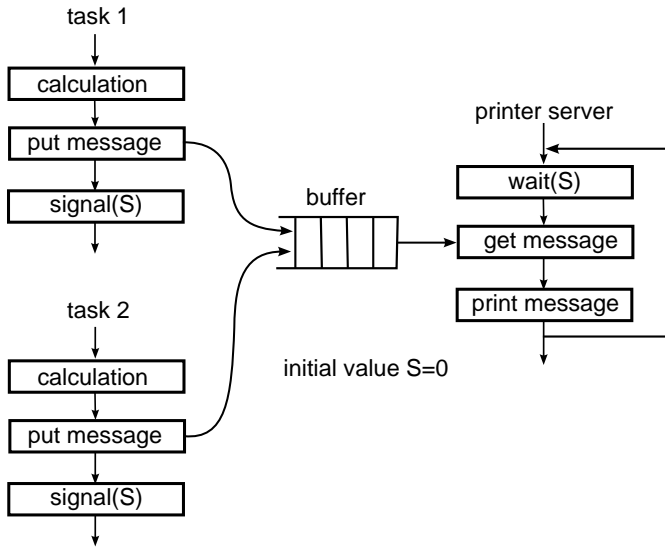 task 1
calculation
put message
signal(S)
printer server
wait(S)
get message
print message
buffer
task 2
calculation
put message
signal(S)
initial value S=0